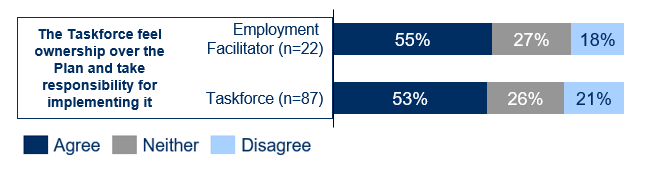 The Taskforce feel
ownership over the
Plan and take
responsibility for
implementing it
Employment
Facilitator (n=22)
55% 27% 18%
Taskforce (n=87)
53% 26% 21%
Agree Neither Disagree